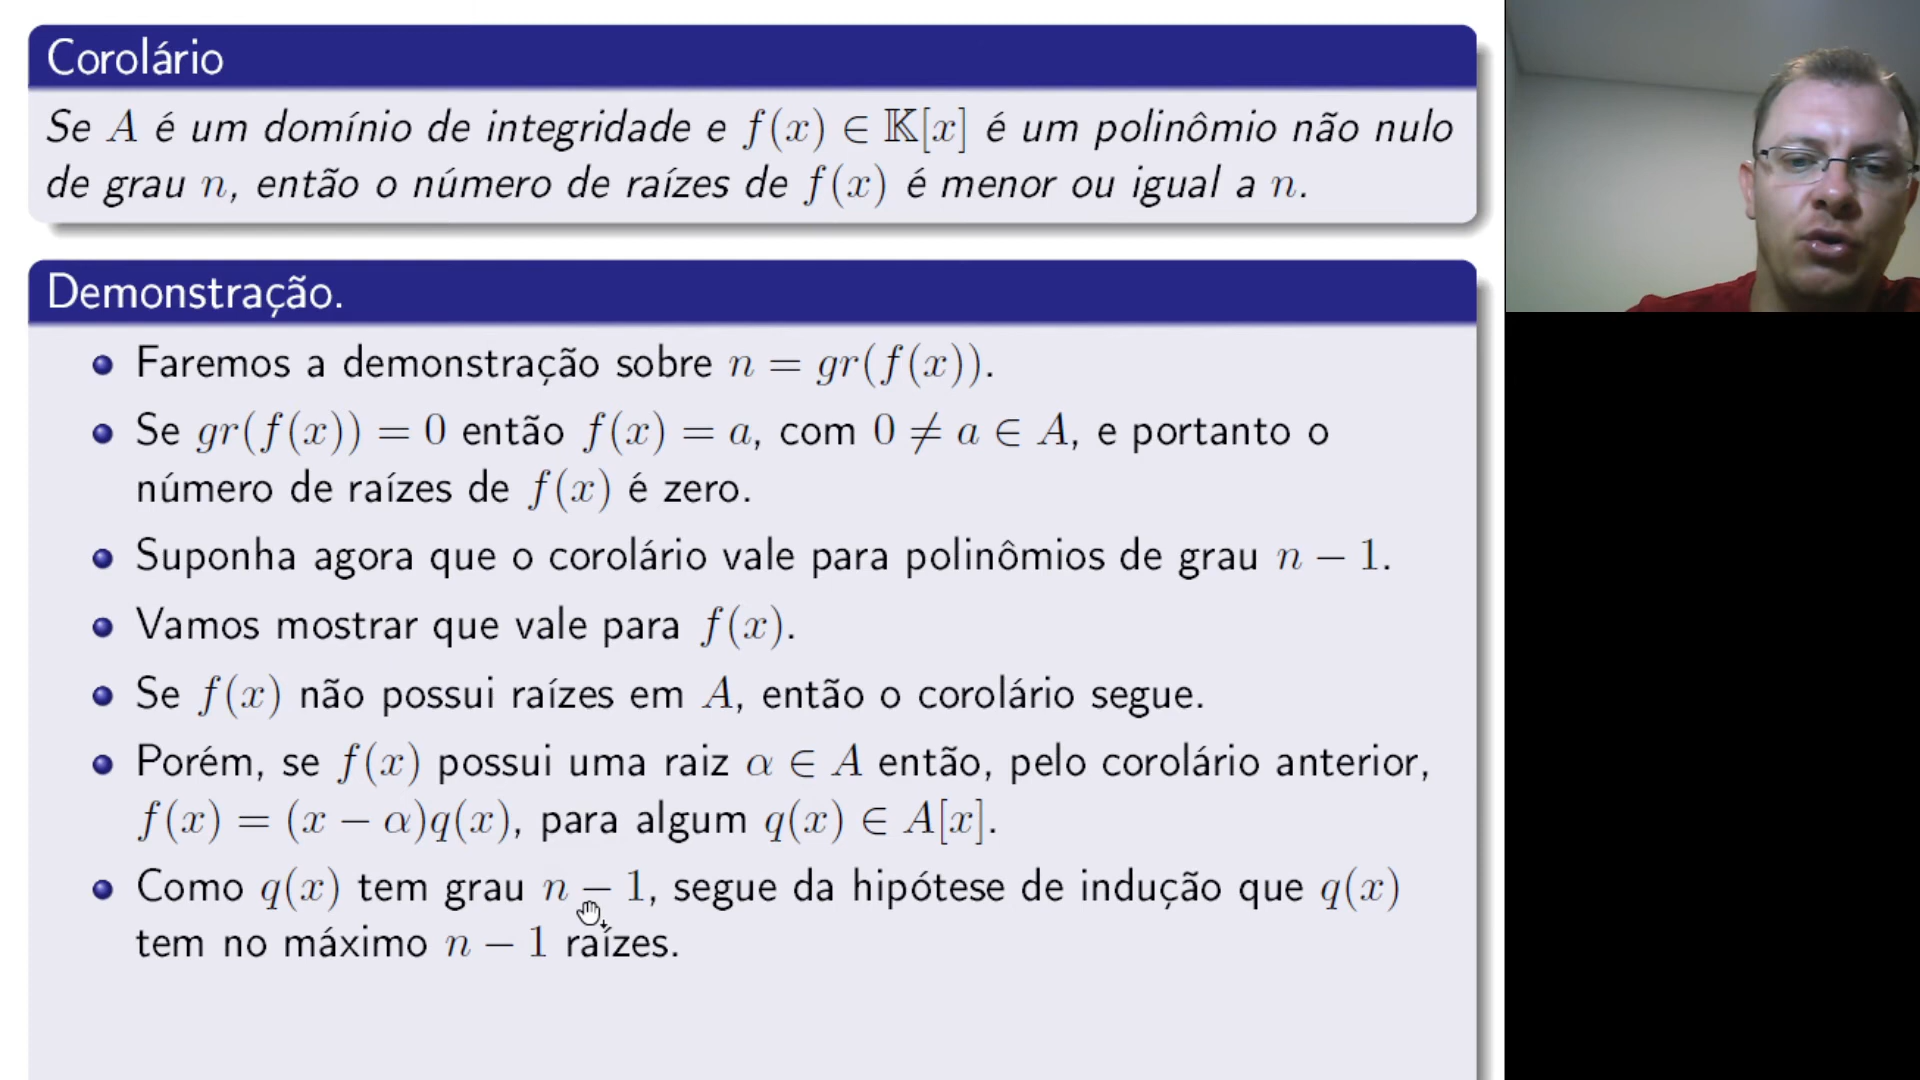 Corolário
Se A é um domínio de integridade e f(x) ∈ 𝕂[x] é um polinômio não nulo
de grau n, então o número de raízes de f(x) é menor ou igual a n.
Demonstração.
Faremos a demonstração sobre n = gr(f(x)).
Se gr(f(x)) = 0 então f(x) = a, com 0 ≠ a ∈ A, e portanto o
número de raízes de f(x) é zero.
Suponha agora que o corolário vale para polinômios de grau n − 1.
Vamos mostrar que vale para f(x).
Se f(x) não possui raízes em A, então o corolário segue.
Porém, se f(x) possui uma raiz α ∈ A então, pelo corolário anterior,
f(x) = (x − α)q(x), para algum q(x) ∈ A[x].
Como q(x) tem grau n − 1, segue da hipótese de indução que q(x)
tem no máximo n − 1 raízes.